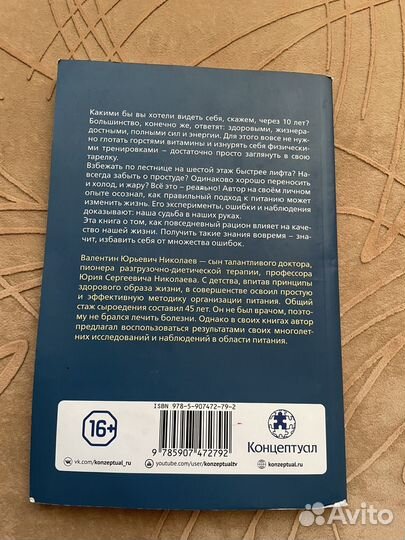 Какими бы вы хотели видеть себя, скажем, через 10 лет?
Большинство, конечно же, ответят: здоровыми, жизнера-
достными, полными сил и энергии. Для этого вовсе не нуж-
но глотать горстями витамины и изнурять себя физически-
ми тренировками – достаточно просто заглянуть в свою
тарелку.
Взбежать по лестнице на шестой этаж быстрее лифта? На-
всегда забыть о простуде? Одинаково хорошо переносить
и холод, и жару? Всё это – реально! Автор на своём личном
опыте осознал, как правильный подход к питанию может
изменить жизнь. Его эксперименты, ошибки и наблюдения
доказывают: наша судьба в наших руках.
Эта книга о том, как повседневный рацион влияет на каче-
ство нашей жизни. Получить такие знания вовремя – зна-
чит, избавить себя от множества ошибок.
Валентин Юрьевич Николаев — сын талантливого доктора,
пионера разгрузочно-диетической терапии, профессора
Юрия Сергеевича Николаева. С детства, впитав принципы
здорового образа жизни, в совершенстве освоил простую
и эффективную методику организации питания. Общий
стаж сыроедения составил 45 лет. Он не был врачом, поэто-
му не брался лечить болезни. Однако в своих книгах автор
предлагал воспользоваться результатами своих многолет-
них исследований и наблюдений в области питания.
16+
ISBN 978-5-907472-79-2
9 785907 472792
Концептуал
vk.com/konzeptual_ru
youtube.com/user/konzeptualtv
konzeptual.ru
Avito